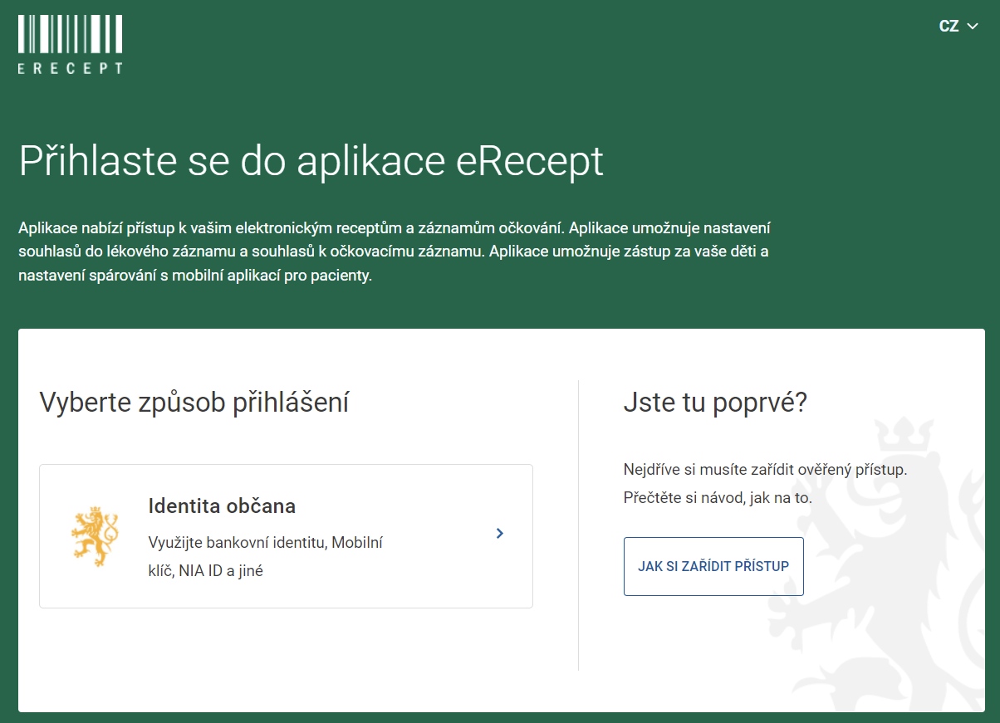 ERECEPT
CZ
Přihlaste se do aplikace eRecept
Aplikace nabízí přístup k vašim elektronickým receptům a záznamům očkování. Aplikace umožnuje nastavení
souhlasů do lékového záznamu a souhlasů k očkovacímu záznamu. Aplikace umožnuje zástup za vaše děti a
nastavení spárování s mobilní aplikací pro pacienty.
Vyberte způsob přihlášení
Identita občana
Využijte bankovní identitu, Mobilní
klíč, NIA ID a jiné
Jste tu poprvé?
Nejdříve si musíte zařídit ověřený přístup.
Přečtěte si návod, jak na to.
JAK SI ZAŘÍDIT PŘÍSTUP